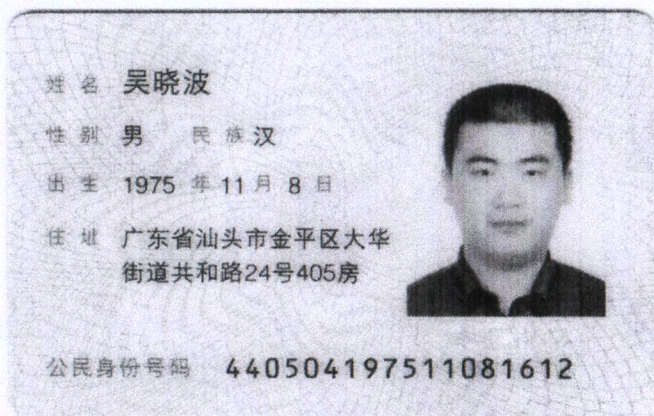 姓名 吴晓波
性别 男 民族 汉
出生 1975 年 11 月 8 日
住址 广东省汕头市金平区大华
街道共和路24号405房
公民身份号码 440504197511081612